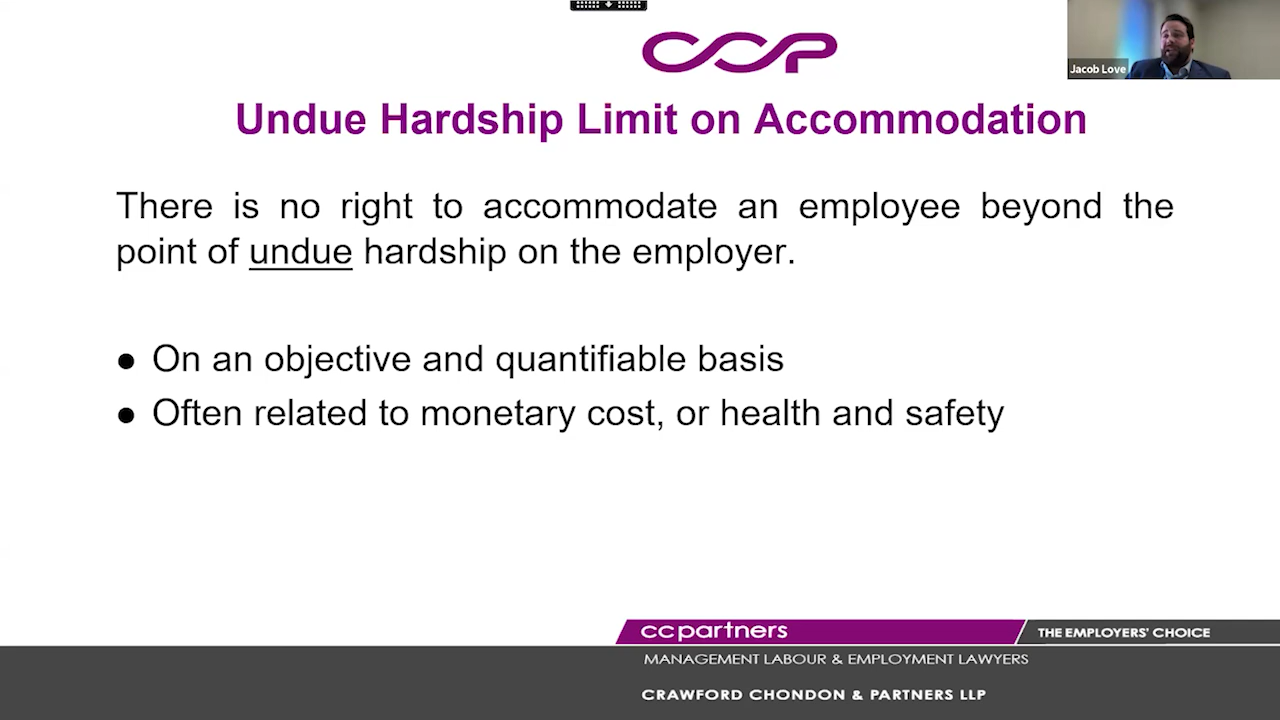 CCP
Jacob Love
Undue Hardship Limit on Accommodation
There is no right to accommodate an employee beyond the
point of undue hardship on the employer.
● On an objective and quantifiable basis
● Often related to monetary cost, or health and safety
ccpartners
THE EMPLOYERS' CHOICE
MANAGEMENT LABOUR & EMPLOYMENT LAWYERS
CRAWFORD CHONDON & PARTNERS LLP